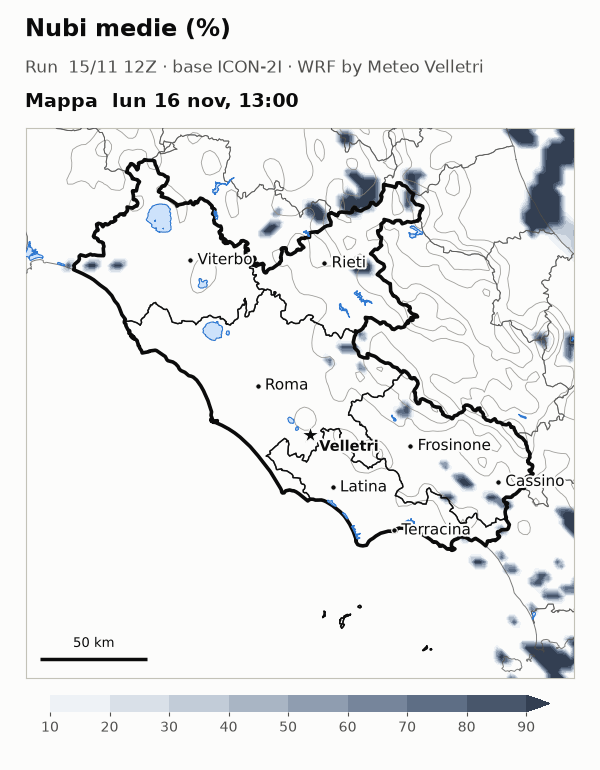 Nubi medie (%)
Run 15/11 12Z · base ICON-2I · WRF by Meteo Velletri
Mappa lun 16 nov, 13:00
Viterbo
Rieti
Roma
Velletri
Frosinone
Latina
Cassino
Terracina
50 km
10 20 30 40 50 60 70 80 90